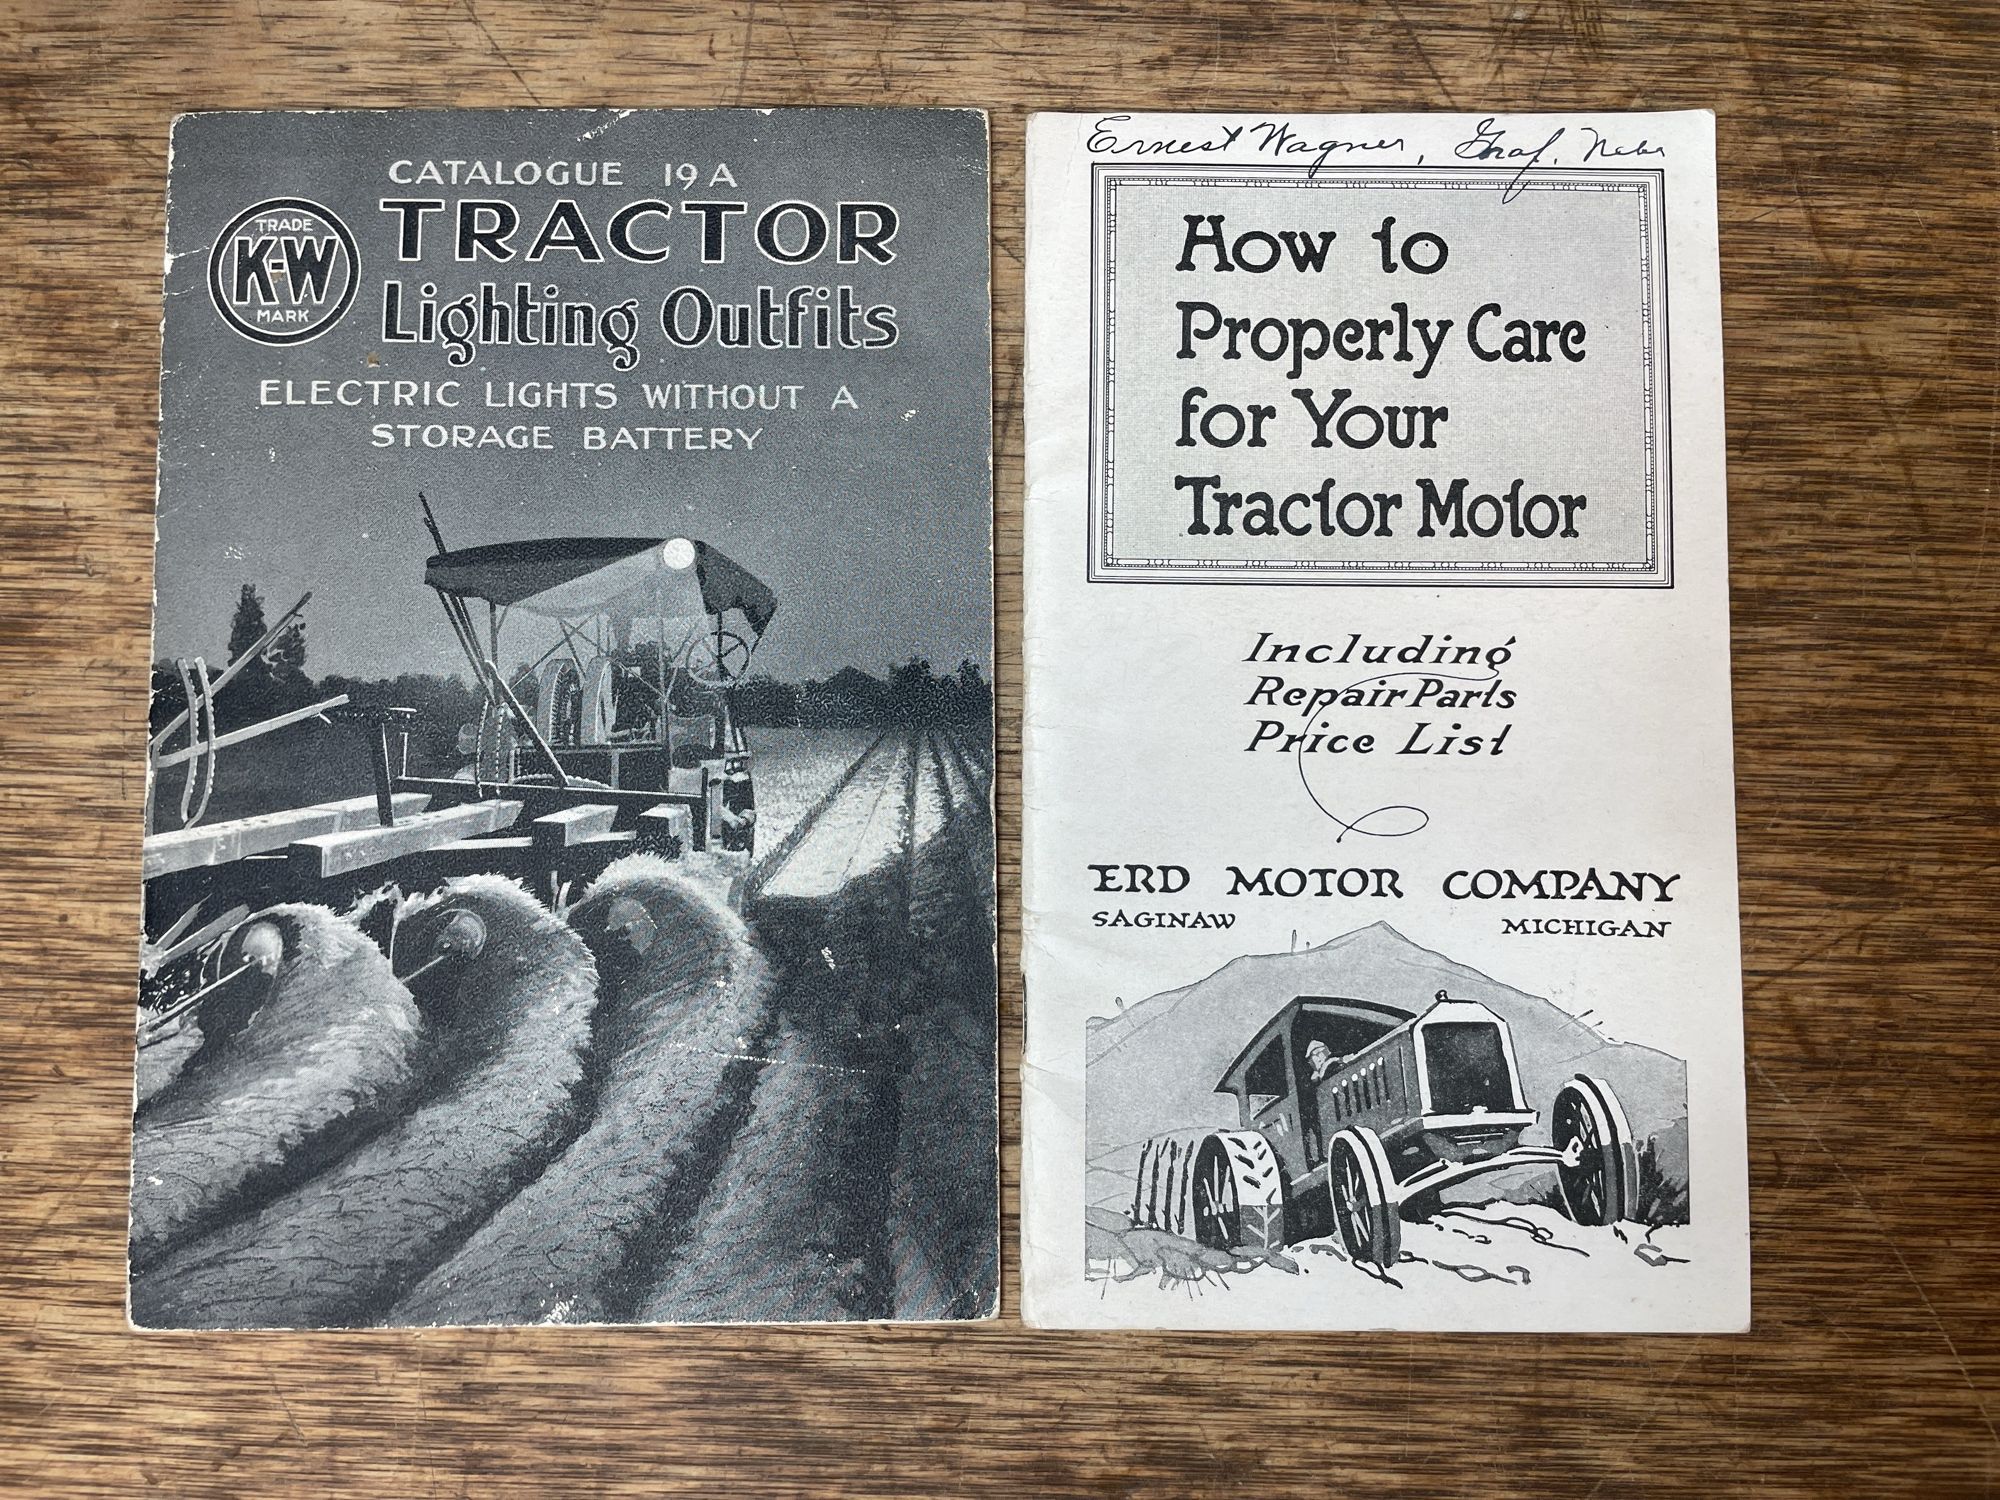 CATALOGUE 19A
TRADE
K-W
MARK
TRACTOR
Lighting Outfits
ELECTRIC LIGHTS WITHOUT A
STORAGE BATTERY
Ernest Wagner, Graf, Nebr
How to
Properly Care
for Your
Tractor Motor
Including
Repair Parts
Price List
ERD MOTOR COMPANY
SAGINAW MICHIGAN